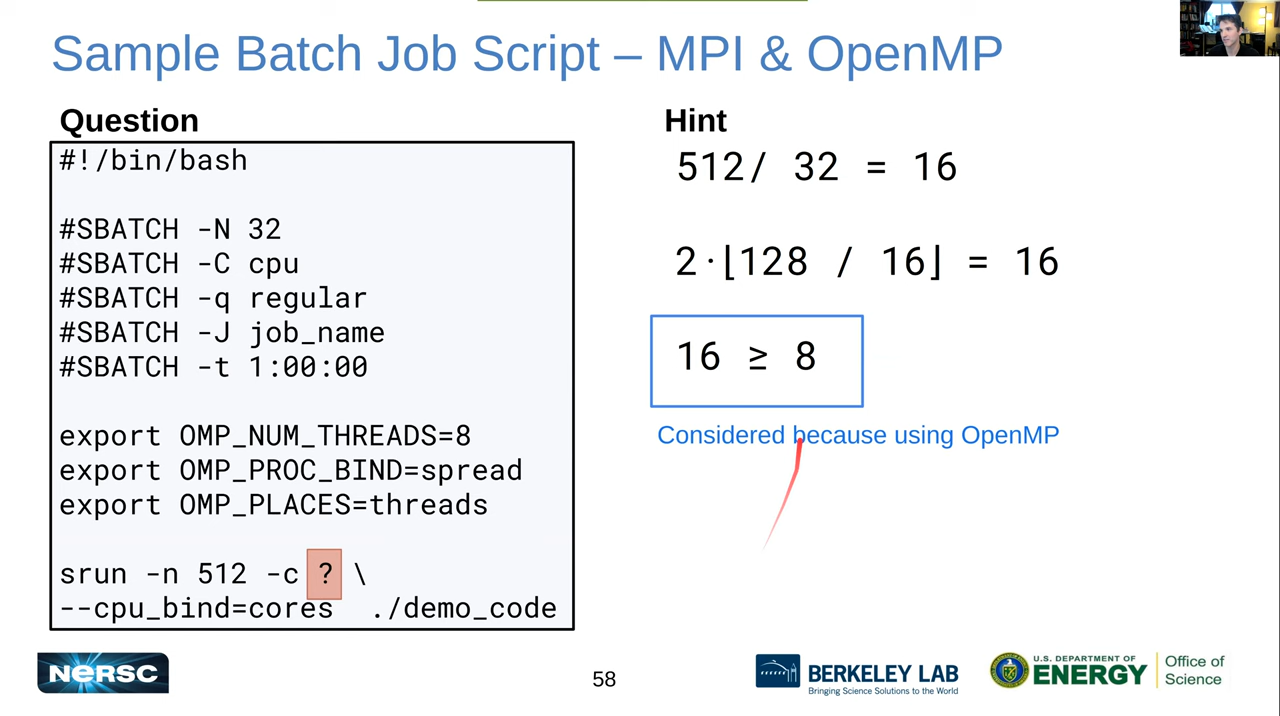 Sample Batch Job Script – MPI & OpenMP
Question
#!/bin/bash
#SBATCH -N 32
#SBATCH -C cpu
#SBATCH -q regular
#SBATCH -J job_name
#SBATCH -t 1:00:00
export OMP_NUM_THREADS=8
export OMP_PROC_BIND=spread
export OMP_PLACES=threads
srun -n 512 -c ? \
--cpu_bind=cores ./demo_code
Hint
512/ 32 = 16
2·⌊128 / 16⌋ = 16
16 ≥ 8
Considered because using OpenMP
NERSC
58
BERKELEY LAB
Bringing Science Solutions to the World
U.S. DEPARTMENT OF
ENERGY
Office of
Science